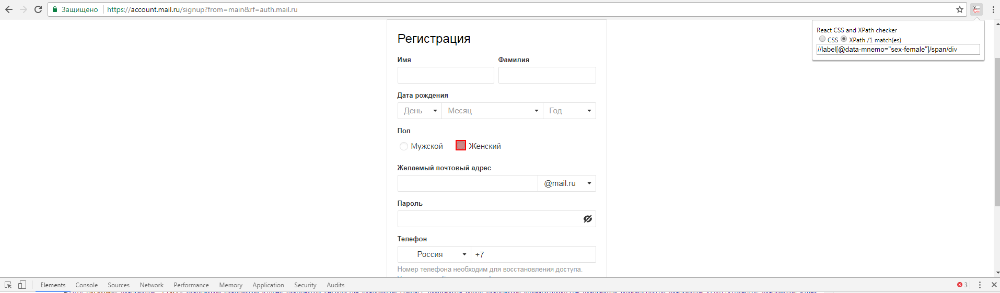 Защищено https://account.mail.ru/signup?from=main&rf=auth.mail.ru
React CSS and XPath checker
CSS XPath /1 match(es)
//label[@data-mnemo="sex-female"]/span/div
Регистрация
Имя Фамилия
Дата рождения
День Месяц Год
Пол
Мужской Женский
Желаемый почтовый адрес
@mail.ru
Пароль
Телефон
Россия +7
Номер телефона необходим для восстановления доступа.
Elements Console Sources Network Performance Memory Application Security Audits 3